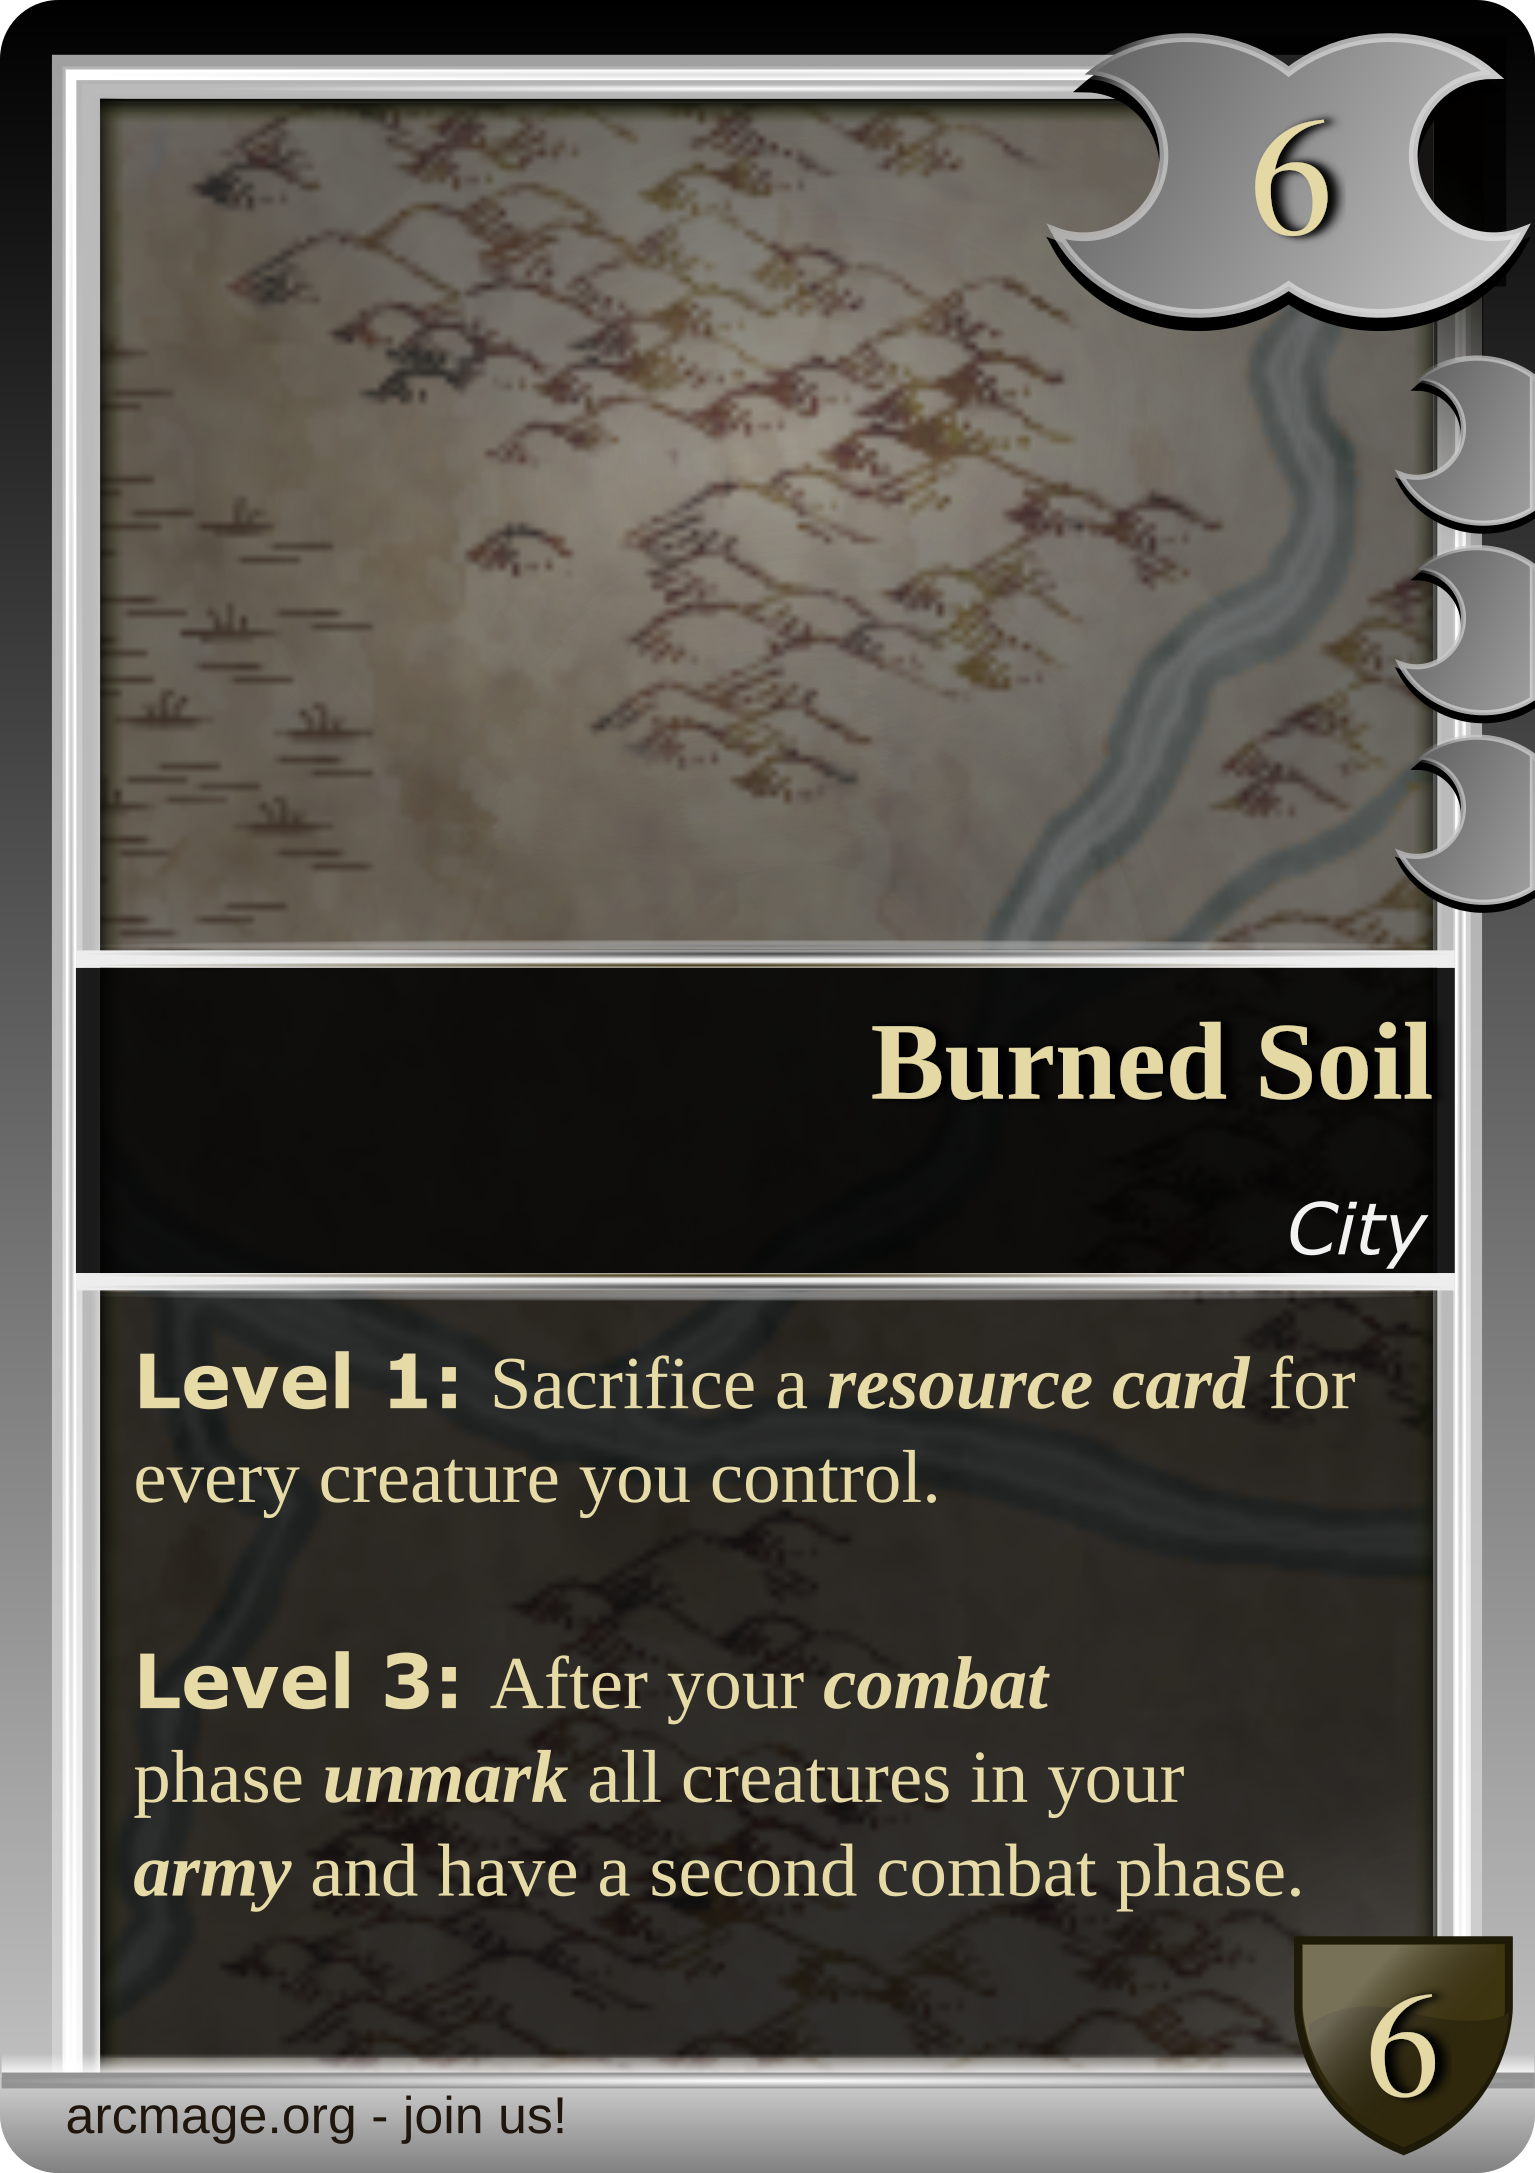 6
Burned Soil
City
Level 1: Sacrifice a resource card for
every creature you control.
Level 3: After your combat
phase unmark all creatures in your
army and have a second combat phase.
6
arcmage.org - join us!